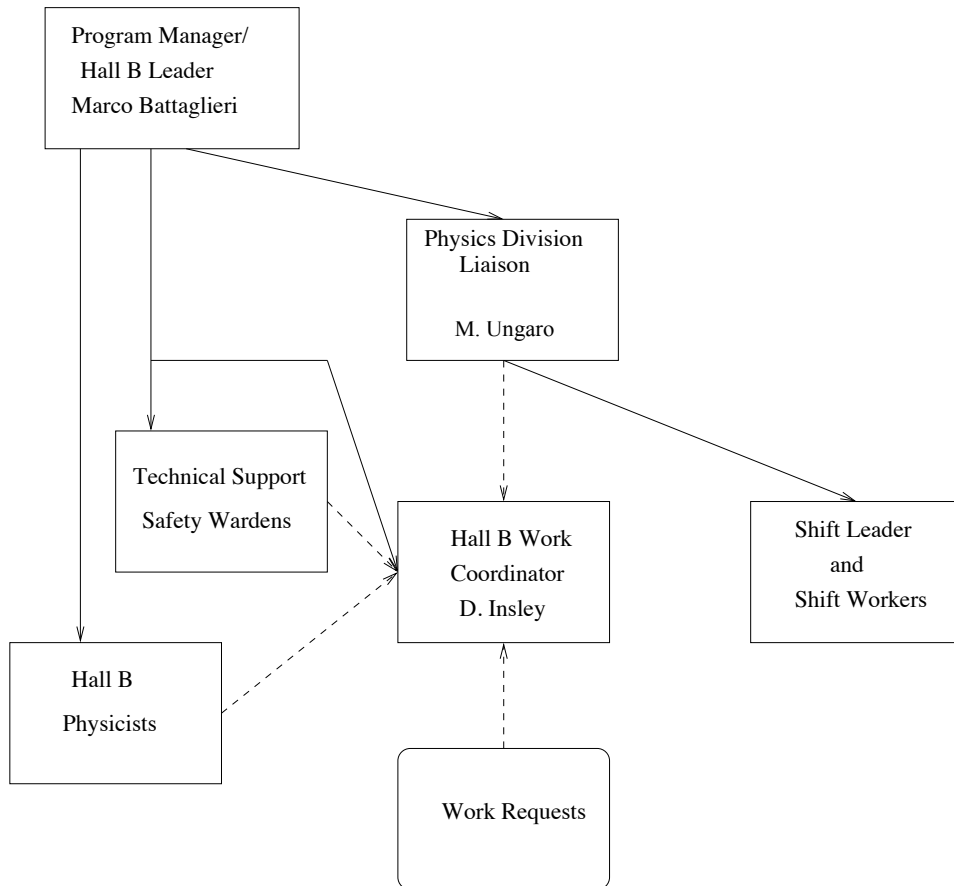 Program Manager/
Hall B Leader
Marco Battaglieri
Physics Division
Liaison
M. Ungaro
Technical Support
Safety Wardens
Hall B Work
Coordinator
D. Insley
Shift Leader
and
Shift Workers
Hall B
Physicists
Work Requests